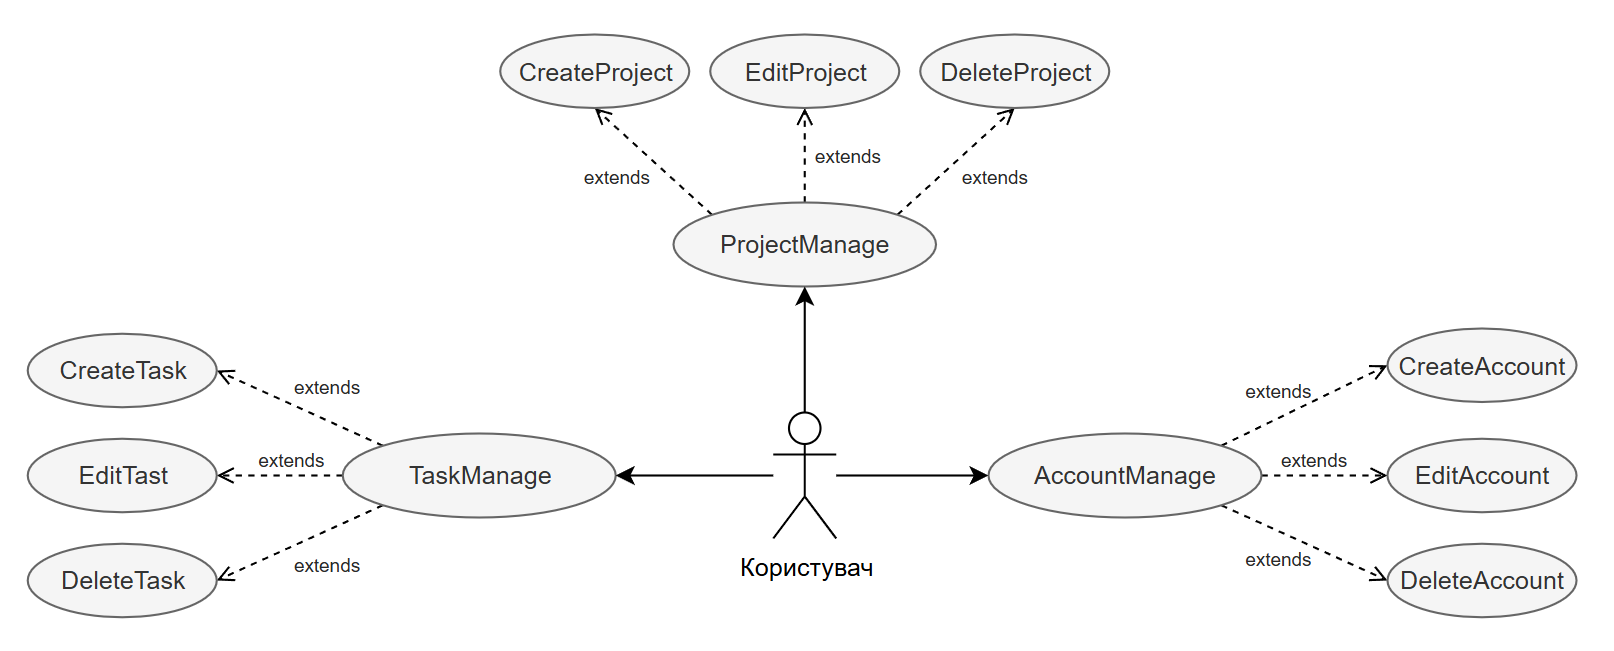 CreateProject
EditProject
DeleteProject
extends
extends
extends
ProjectManage
CreateTask
extends
EditTast
extends
TaskManage
DeleteTask
extends
Користувач
AccountManage
extends
CreateAccount
extends
EditAccount
extends
DeleteAccount